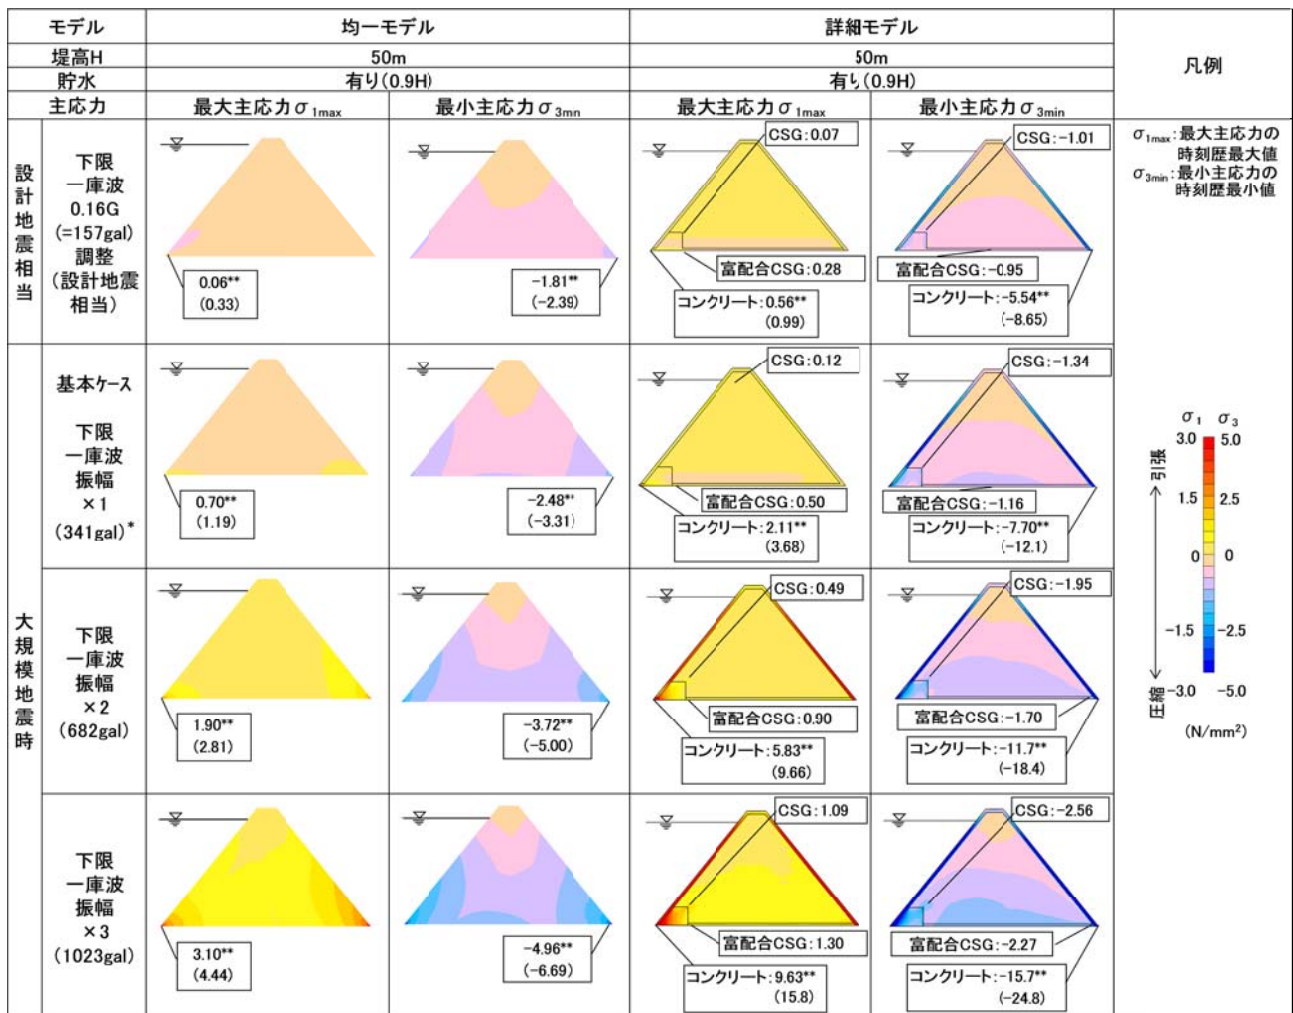 モデル
均一モデル
詳細モデル
凡例
堤高H
50m
50m
貯水
有り(0.9H)
有り(0.9H)
主応力
最大主応力σ1max
最小主応力σ3mn
最大主応力σ1max
最小主応力σ3min
σ1max:最大主応力の
時刻歴最大値
σ3min:最小主応力の
時刻歴最小値
設計地震相当
下限
一庫波
0.16G
(=157gal)
調整
(設計地震
相当)
0.06**
(0.33)
-1.81**
(-2.39)
CSG:0.07
富配合CSG:0.28
コンクリート:0.56**
(0.99)
CSG:-1.01
富配合CSG:-0.95
コンクリート:-5.54**
(-8.65)
大規模地震時
基本ケース
下限
一庫波
振幅
×1
(341gal)*
0.70**
(1.19)
-2.48**
(-3.31)
CSG:0.12
富配合CSG:0.50
コンクリート:2.11**
(3.68)
CSG:-1.34
富配合CSG:-1.16
コンクリート:-7.70**
(-12.1)
下限
一庫波
振幅
×2
(682gal)
1.90**
(2.81)
-3.72**
(-5.00)
CSG:0.49
富配合CSG:0.90
コンクリート:5.83**
(9.66)
CSG:-1.95
富配合CSG:-1.70
コンクリート:-11.7**
(-18.4)
下限
一庫波
振幅
×3
(1023gal)
3.10**
(4.44)
-4.96**
(-6.69)
CSG:1.09
富配合CSG:1.30
コンクリート:9.63**
(15.8)
CSG:-2.56
富配合CSG:-2.27
コンクリート:-15.7**
(-24.8)
σ1 σ3
3.0 5.0
1.5 2.5
0 0
-1.5 -2.5
-3.0 -5.0
引張
圧縮
(N/mm²)